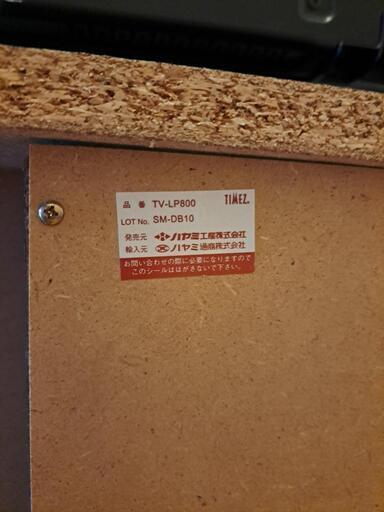 品番 TV-LP800 TIMEZ
LOT No. SM-DB10
発売元 ハヤミ工産株式会社
輸入元 ハヤミ通商株式会社
お問い合わせの際に必要になりますので
このシールははがさないで下さい。